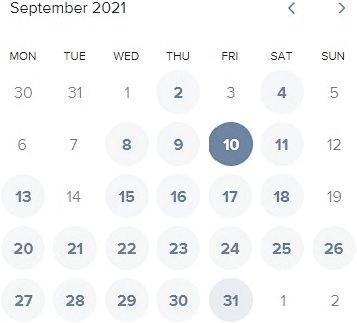 September 2021
MON TUE WED THU FRI SAT SUN
30 31 1 2 3 4 5
6 7 8 9 10 11 12
13 14 15 16 17 18 19
20 21 22 23 24 25 26
27 28 29 30 31 1 2